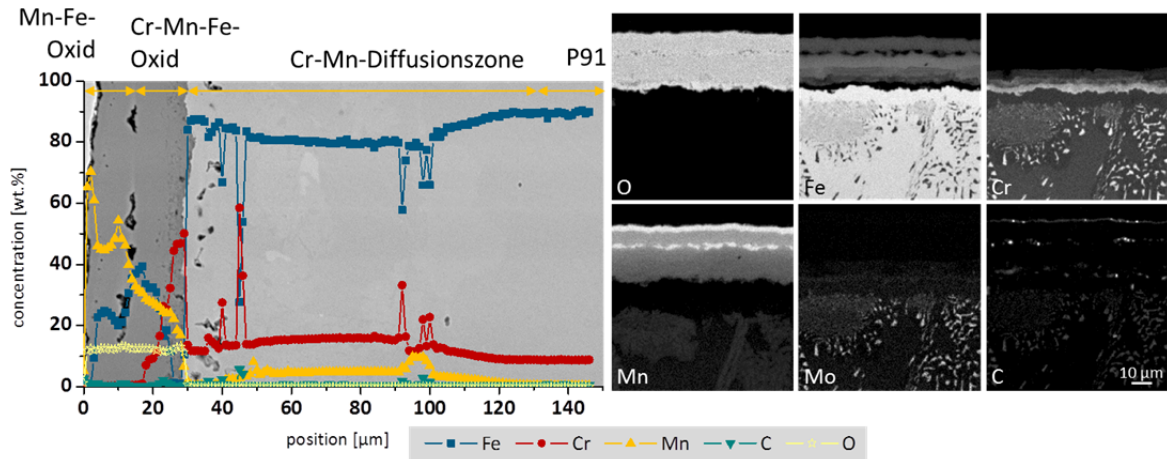 Mn-Fe-
Oxid
Cr-Mn-Fe-
Oxid
Cr-Mn-Diffusionszone
P91
concentration [wt.%]
100
80
60
40
20
0
0 20 40 60 80 100 120 140
position [µm]
Fe Cr Mn C O
O
Fe
Cr
Mn
Mo
C
10 µm